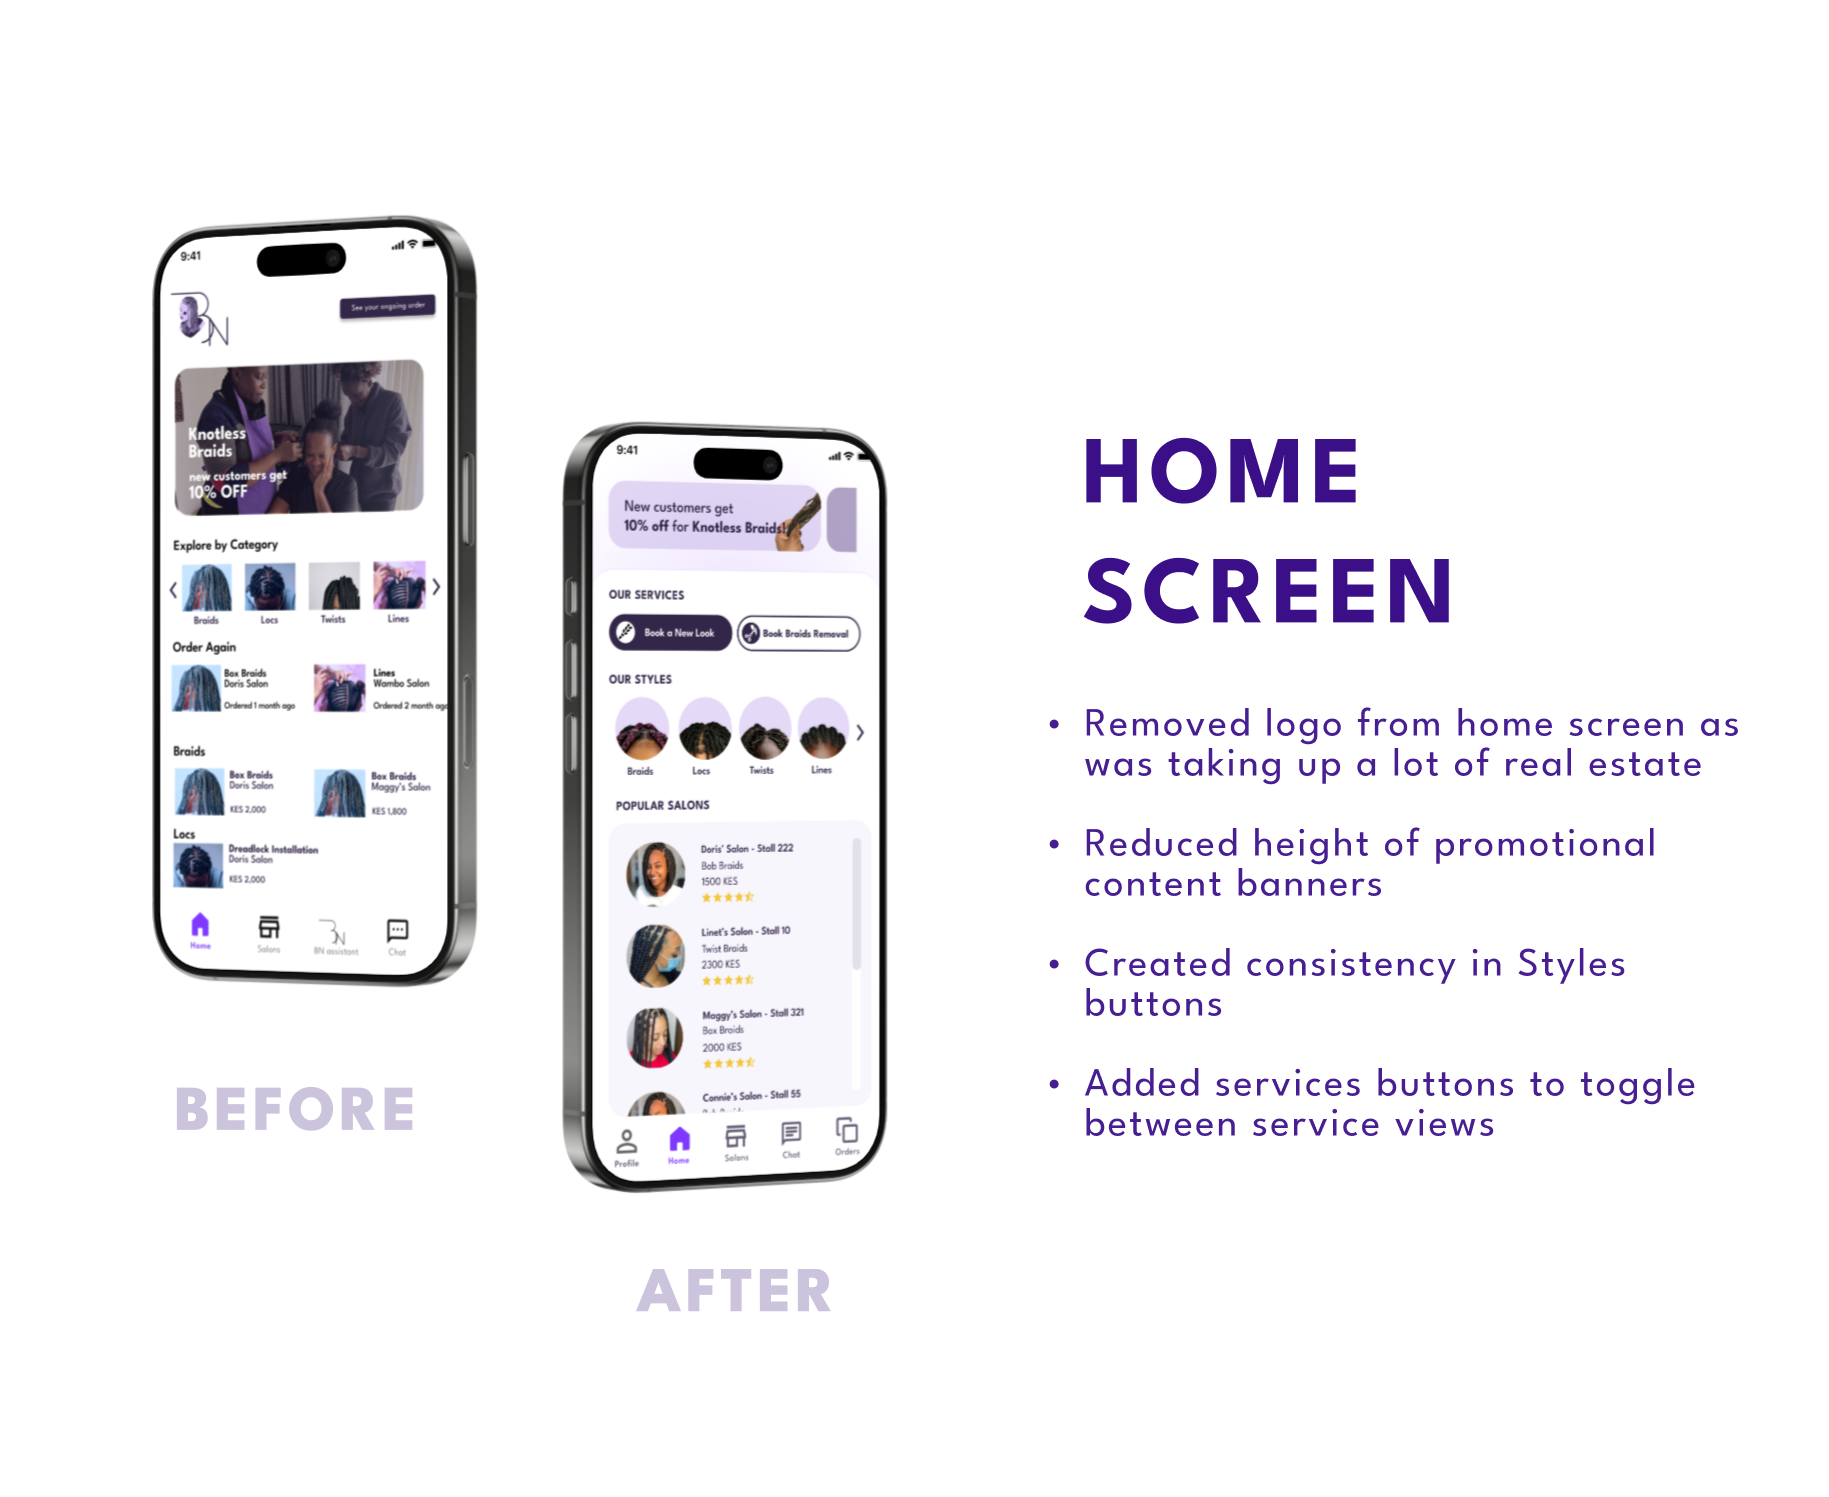 9:41
BN
See your ongoing order
Knotless
Braids
new customers get
10% OFF
Explore by Category
Braids
Locs
Twists
Lines
Order Again
Box Braids
Doris Salon
Ordered 1 month ago
Lines
Wambo Salon
Ordered 2 month ago
Braids
Box Braids
Doris Salon
KES 2,000
Box Braids
Maggy's Salon
KES 1,800
Locs
Dreadlock Installation
Doris Salon
KES 2,000
Home
Salons
BN
BN assistant
Chat
BEFORE
9:41
New customers get
10% off for Knotless Braids!
OUR SERVICES
Book a New Look
Book Braids Removal
OUR STYLES
Braids
Locs
Twists
Lines
POPULAR SALONS
Doris' Salon - Stall 222
Bob Braids
1500 KES
Linet's Salon - Stall 10
Twist Braids
2300 KES
Maggy's Salon - Stall 321
Box Braids
2000 KES
Connie's Salon - Stall 55
Profile
Home
Salons
Chat
Orders
AFTER
HOME
SCREEN
• Removed logo from home screen as
was taking up a lot of real estate
• Reduced height of promotional
content banners
• Created consistency in Styles
buttons
• Added services buttons to toggle
between service views